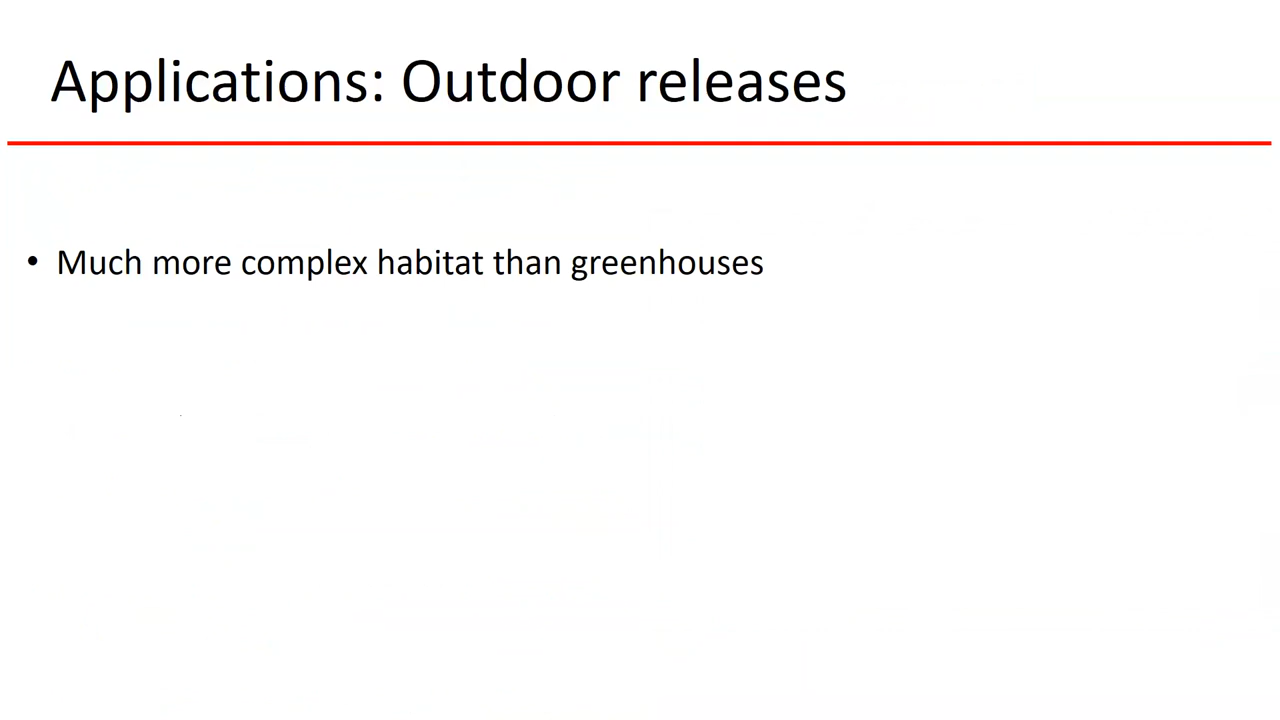 Applications: Outdoor releases
• Much more complex habitat than greenhouses